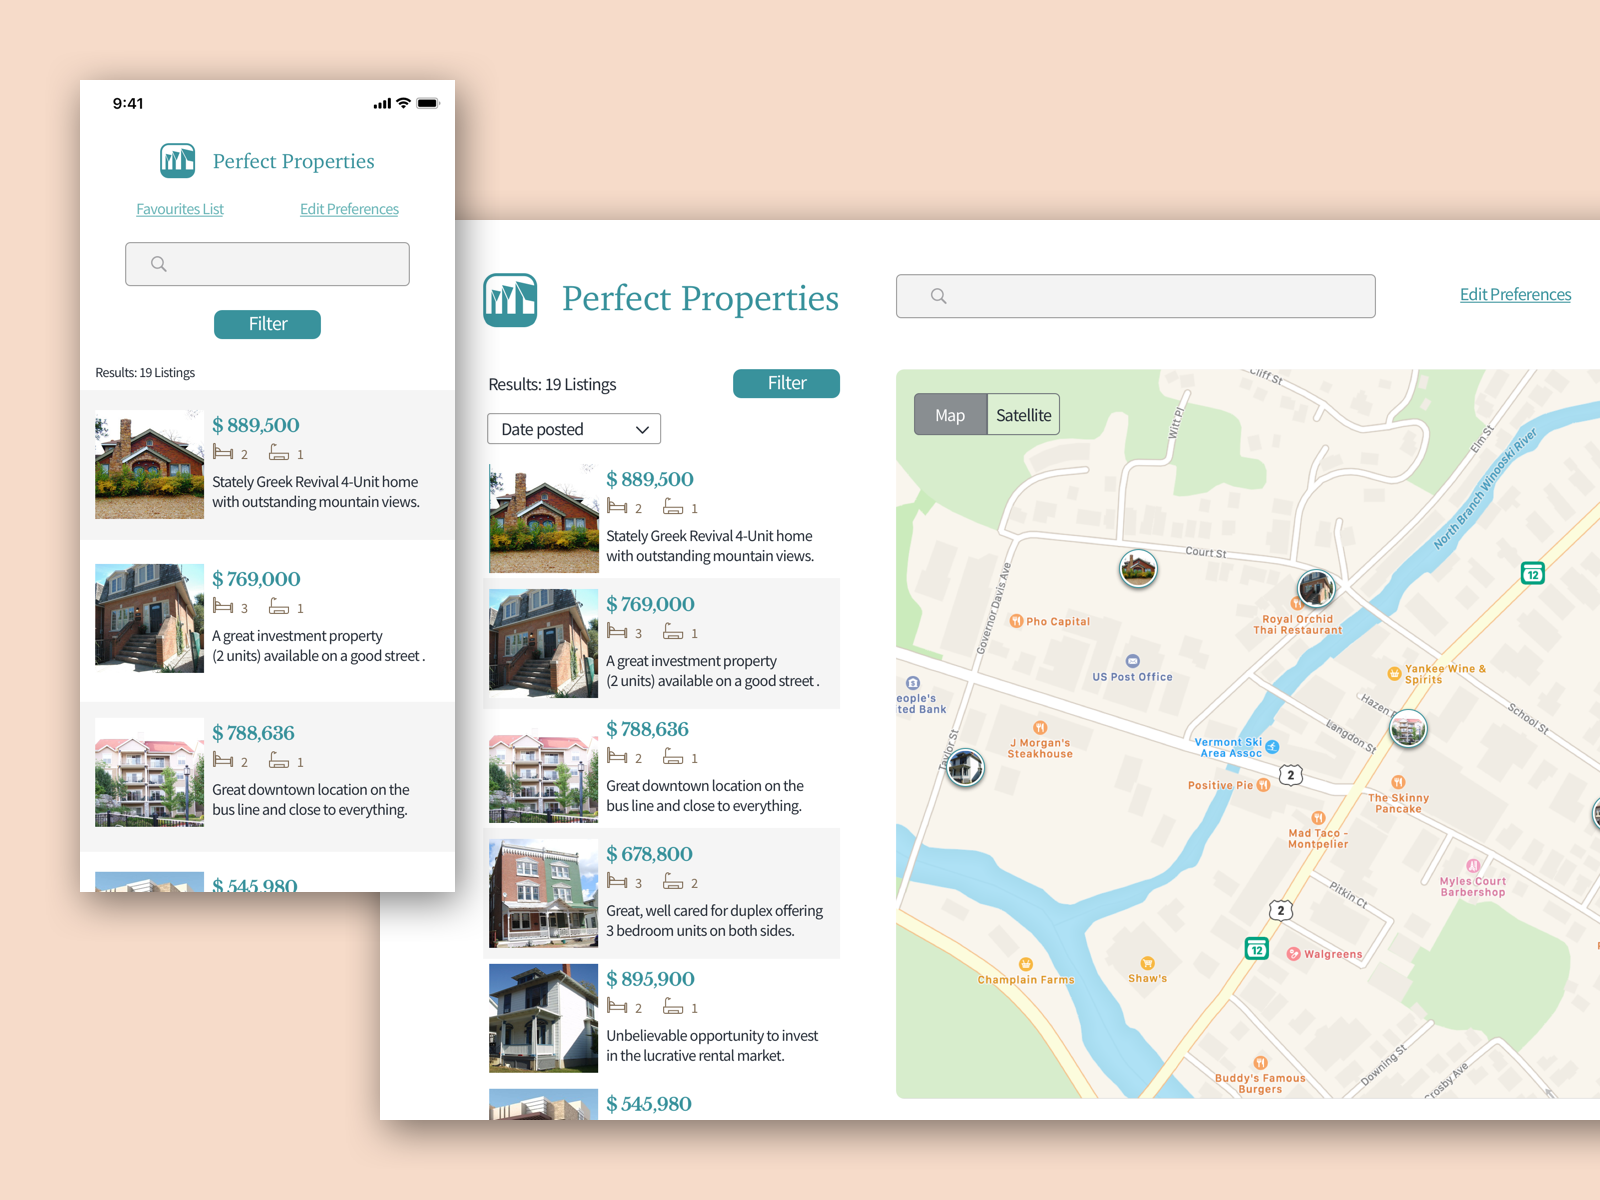 9:41
Perfect Properties
Favourites List
Edit Preferences
Filter
Results: 19 Listings
$ 889,500
2 1
Stately Greek Revival 4-Unit home
with outstanding mountain views.
$ 769,000
3 1
A great investment property
(2 units) available on a good street .
$ 788,636
2 1
Great downtown location on the
bus line and close to everything.
$ 545,980
Perfect Properties
Edit Preferences
Results: 19 Listings
Filter
Date posted
$ 889,500
2 1
Stately Greek Revival 4-Unit home
with outstanding mountain views.
$ 769,000
3 1
A great investment property
(2 units) available on a good street .
$ 788,636
2 1
Great downtown location on the
bus line and close to everything.
$ 678,800
3 2
Great, well cared for duplex offering
3 bedroom units on both sides.
$ 895,900
2 1
Unbelievable opportunity to invest
in the lucrative rental market.
$ 545,980
Map
Satellite
Cliff St
Witt Pl
Elm St
North Branch Winooski River
Court St
12
Governor Davis Ave
Pho Capital
Royal Orchid
Thai Restaurant
US Post Office
Yankee Wine &
Spirits
eople's
ted Bank
Hazen
School St
Langdon St
Taylor St
J Morgan's
Steakhouse
Vermont Ski
Area Assoc
2
Positive Pie
The Skinny
Pancake
Mad Taco -
Montpelier
Myles Court
Barbershop
Pitkin Ct
2
12
Walgreens
Champlain Farms
Shaw's
Downing St
Crosby Ave
Buddy's Famous
Burgers